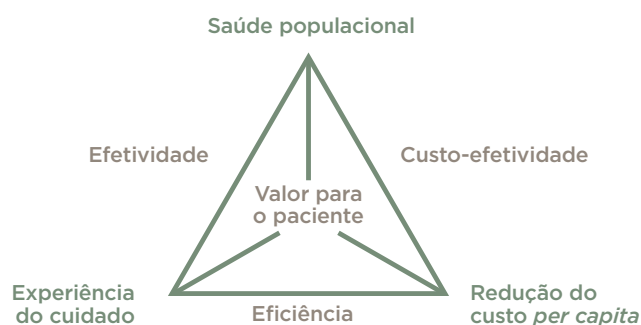 Saúde populacional
Efetividade
Custo-efetividade
Valor para
o paciente
Experiência
do cuidado
Eficiência
Redução do
custo per capita